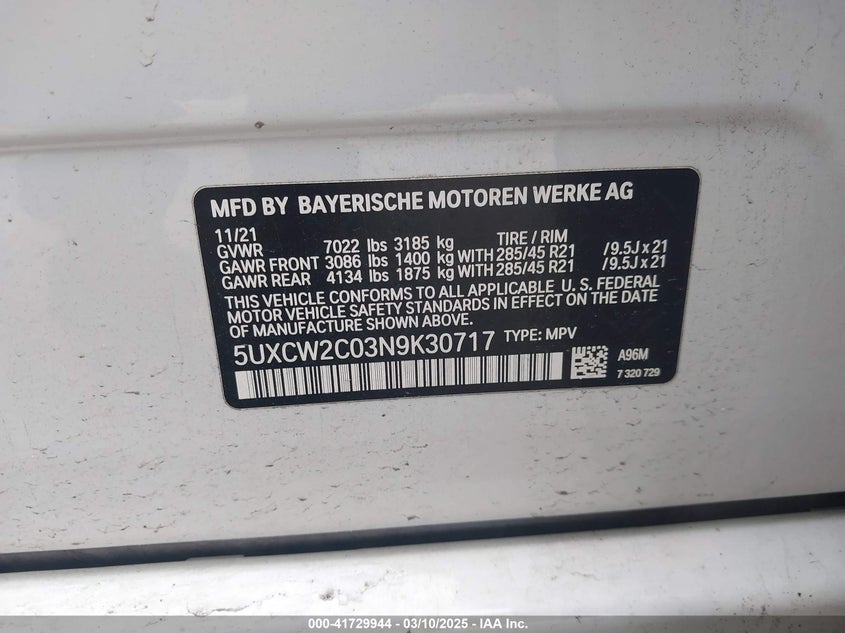 MFD BY BAYERISCHE MOTOREN WERKE AG
11/21 TIRE / RIM
GVWR 7022 lbs 3185 kg
GAWR FRONT 3086 lbs 1400 kg WITH 285/45 R21 /9.5J x 21
GAWR REAR 4134 lbs 1875 kg WITH 285/45 R21 /9.5J x 21
THIS VEHICLE CONFORMS TO ALL APPLICABLE U. S. FEDERAL
MOTOR VEHICLE SAFETY STANDARDS IN EFFECT ON THE DATE
OF MANUFACTURE SHOWN ABOVE.
5UXCW2C03N9K30717 TYPE: MPV
A96M
7 320 729
000-41729944 — 03/10/2025 — IAA, Inc.